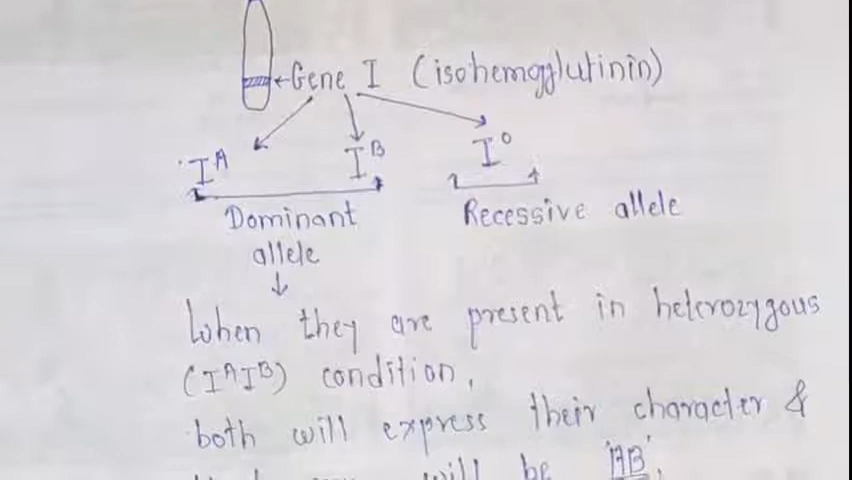 ←Gene I (isohemagglutinin)
I^A I^B I^O
Dominant allele
Recessive allele
↓
When they are present in heterozygous
(I^A I^B) condition,
both will express their character &
will be 'AB',